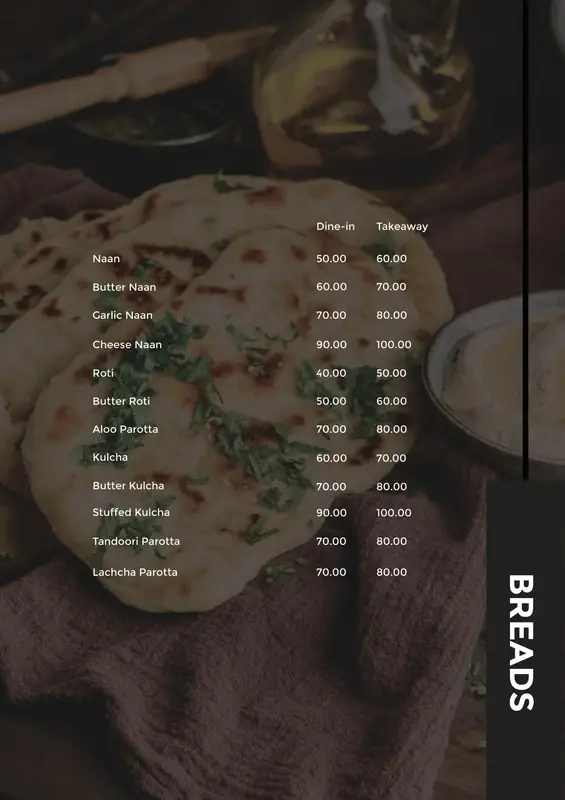 Dine-in Takeaway
Naan 50.00 60.00
Butter Naan 60.00 70.00
Garlic Naan 70.00 80.00
Cheese Naan 90.00 100.00
Roti 40.00 50.00
Butter Roti 50.00 60.00
Aloo Parotta 70.00 80.00
Kulcha 60.00 70.00
Butter Kulcha 70.00 80.00
Stuffed Kulcha 90.00 100.00
Tandoori Parotta 70.00 80.00
Lachcha Parotta 70.00 80.00
BREADS